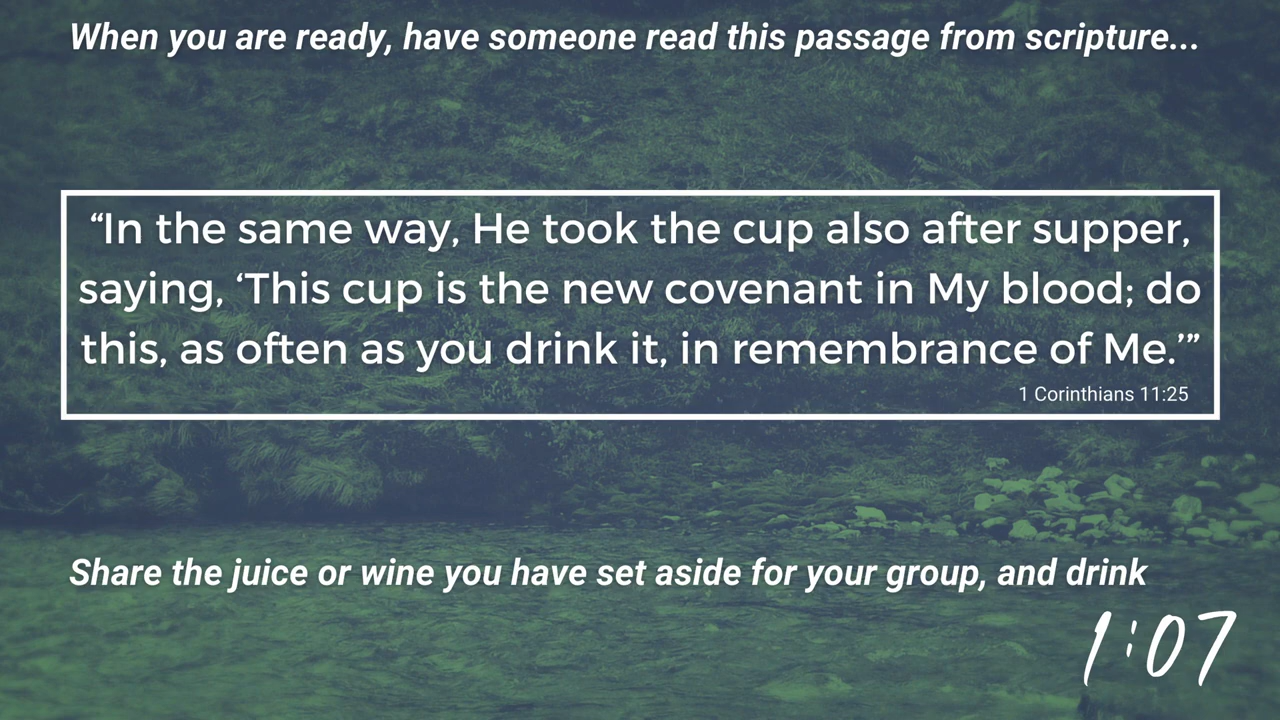 When you are ready, have someone read this passage from scripture...
“In the same way, He took the cup also after supper,
saying, ‘This cup is the new covenant in My blood; do
this, as often as you drink it, in remembrance of Me.’”
1 Corinthians 11:25
Share the juice or wine you have set aside for your group, and drink
1:07